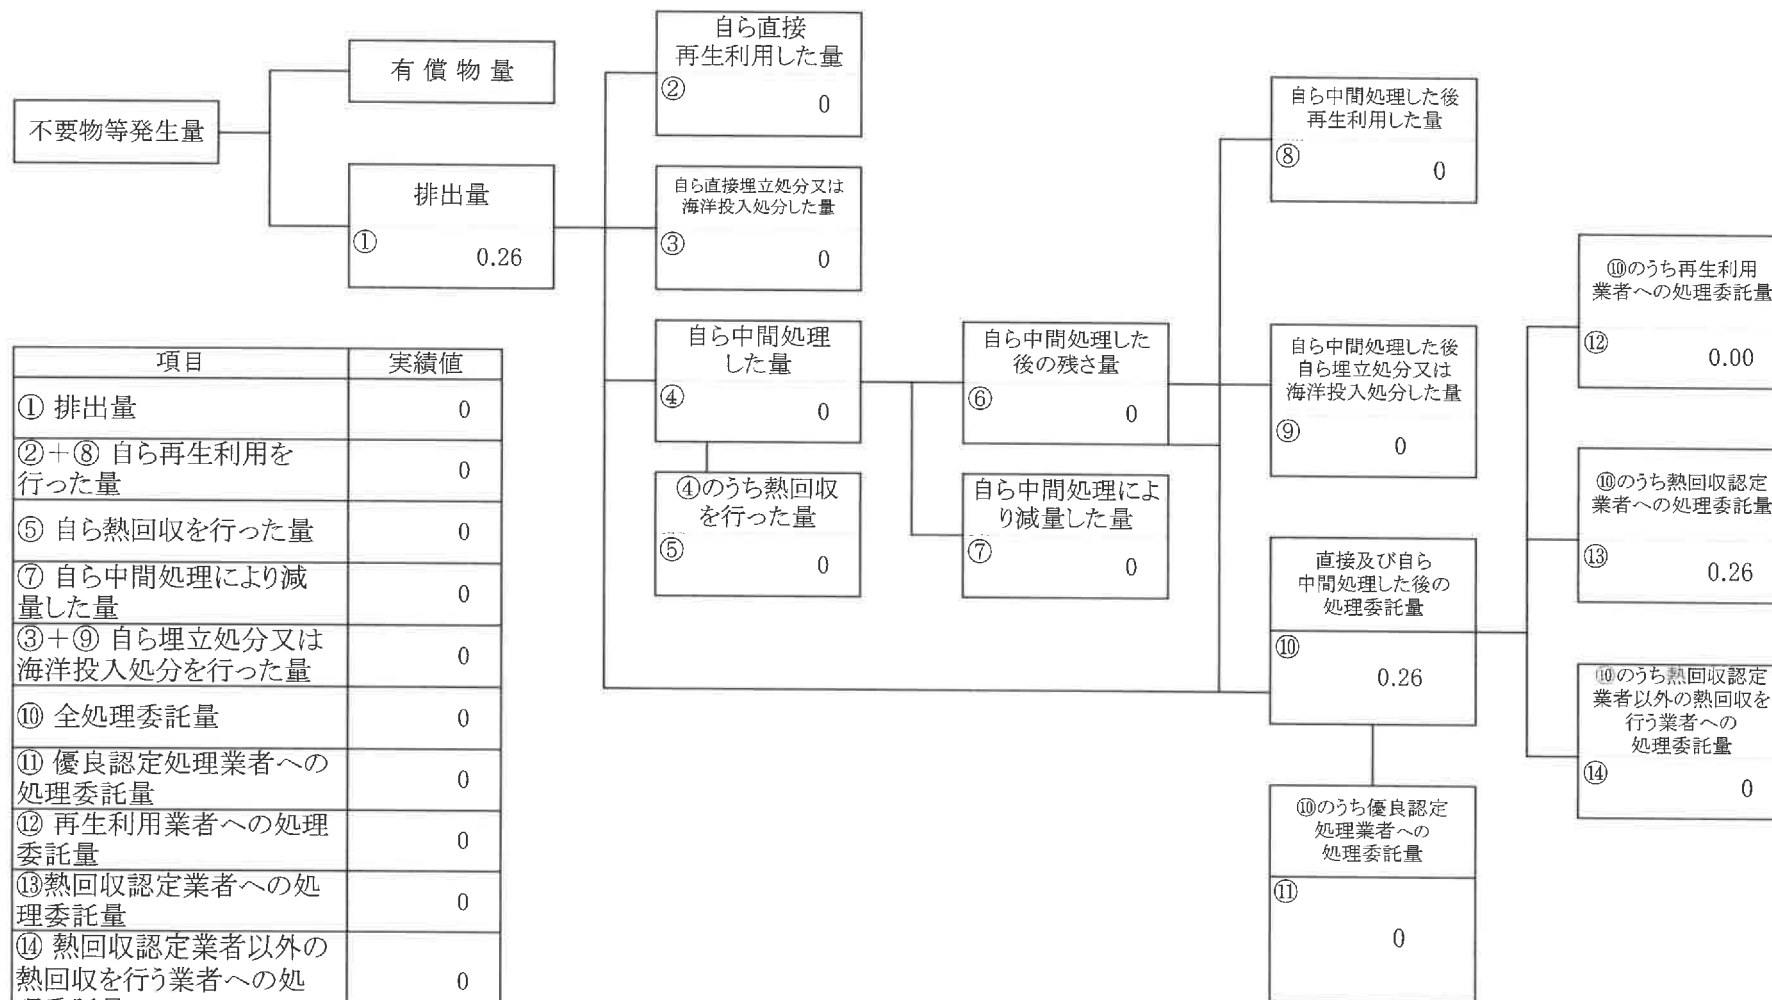 不要物等発生量
有償物量
排出量
①
0.26
自ら直接
再生利用した量
②
0
自ら直接埋立処分又は
海洋投入処分した量
③
0
自ら中間処理
した量
④
0
④のうち熱回収
を行った量
⑤
0
自ら中間処理した
後の残さ量
⑥
0
自ら中間処理によ
り減量した量
⑦
0
自ら中間処理した後
再生利用した量
⑧
0
自ら中間処理した後
自ら埋立処分又は
海洋投入処分した量
⑨
0
直接及び自ら
中間処理した後の
処理委託量
⑩
0.26
⑩のうち優良認定
処理業者への
処理委託量
⑪
0
⑩のうち再生利用
業者への処理委託量
⑫
0.00
⑩のうち熱回収認定
業者への処理委託量
⑬
0.26
⑩のうち熱回収認定
業者以外の熱回収を
行う業者への
処理委託量
⑭
0
項目 実績値
① 排出量 0
②+⑧ 自ら再生利用を
行った量 0
⑤ 自ら熱回収を行った量 0
⑦ 自ら中間処理により減
量した量 0
③+⑨ 自ら埋立処分又は
海洋投入処分を行った量 0
⑩ 全処理委託量 0
⑪ 優良認定処理業者への
処理委託量 0
⑫ 再生利用業者への処理
委託量 0
⑬熱回収認定業者への処
理委託量 0
⑭ 熱回収認定業者以外の
熱回収を行う業者への処 0